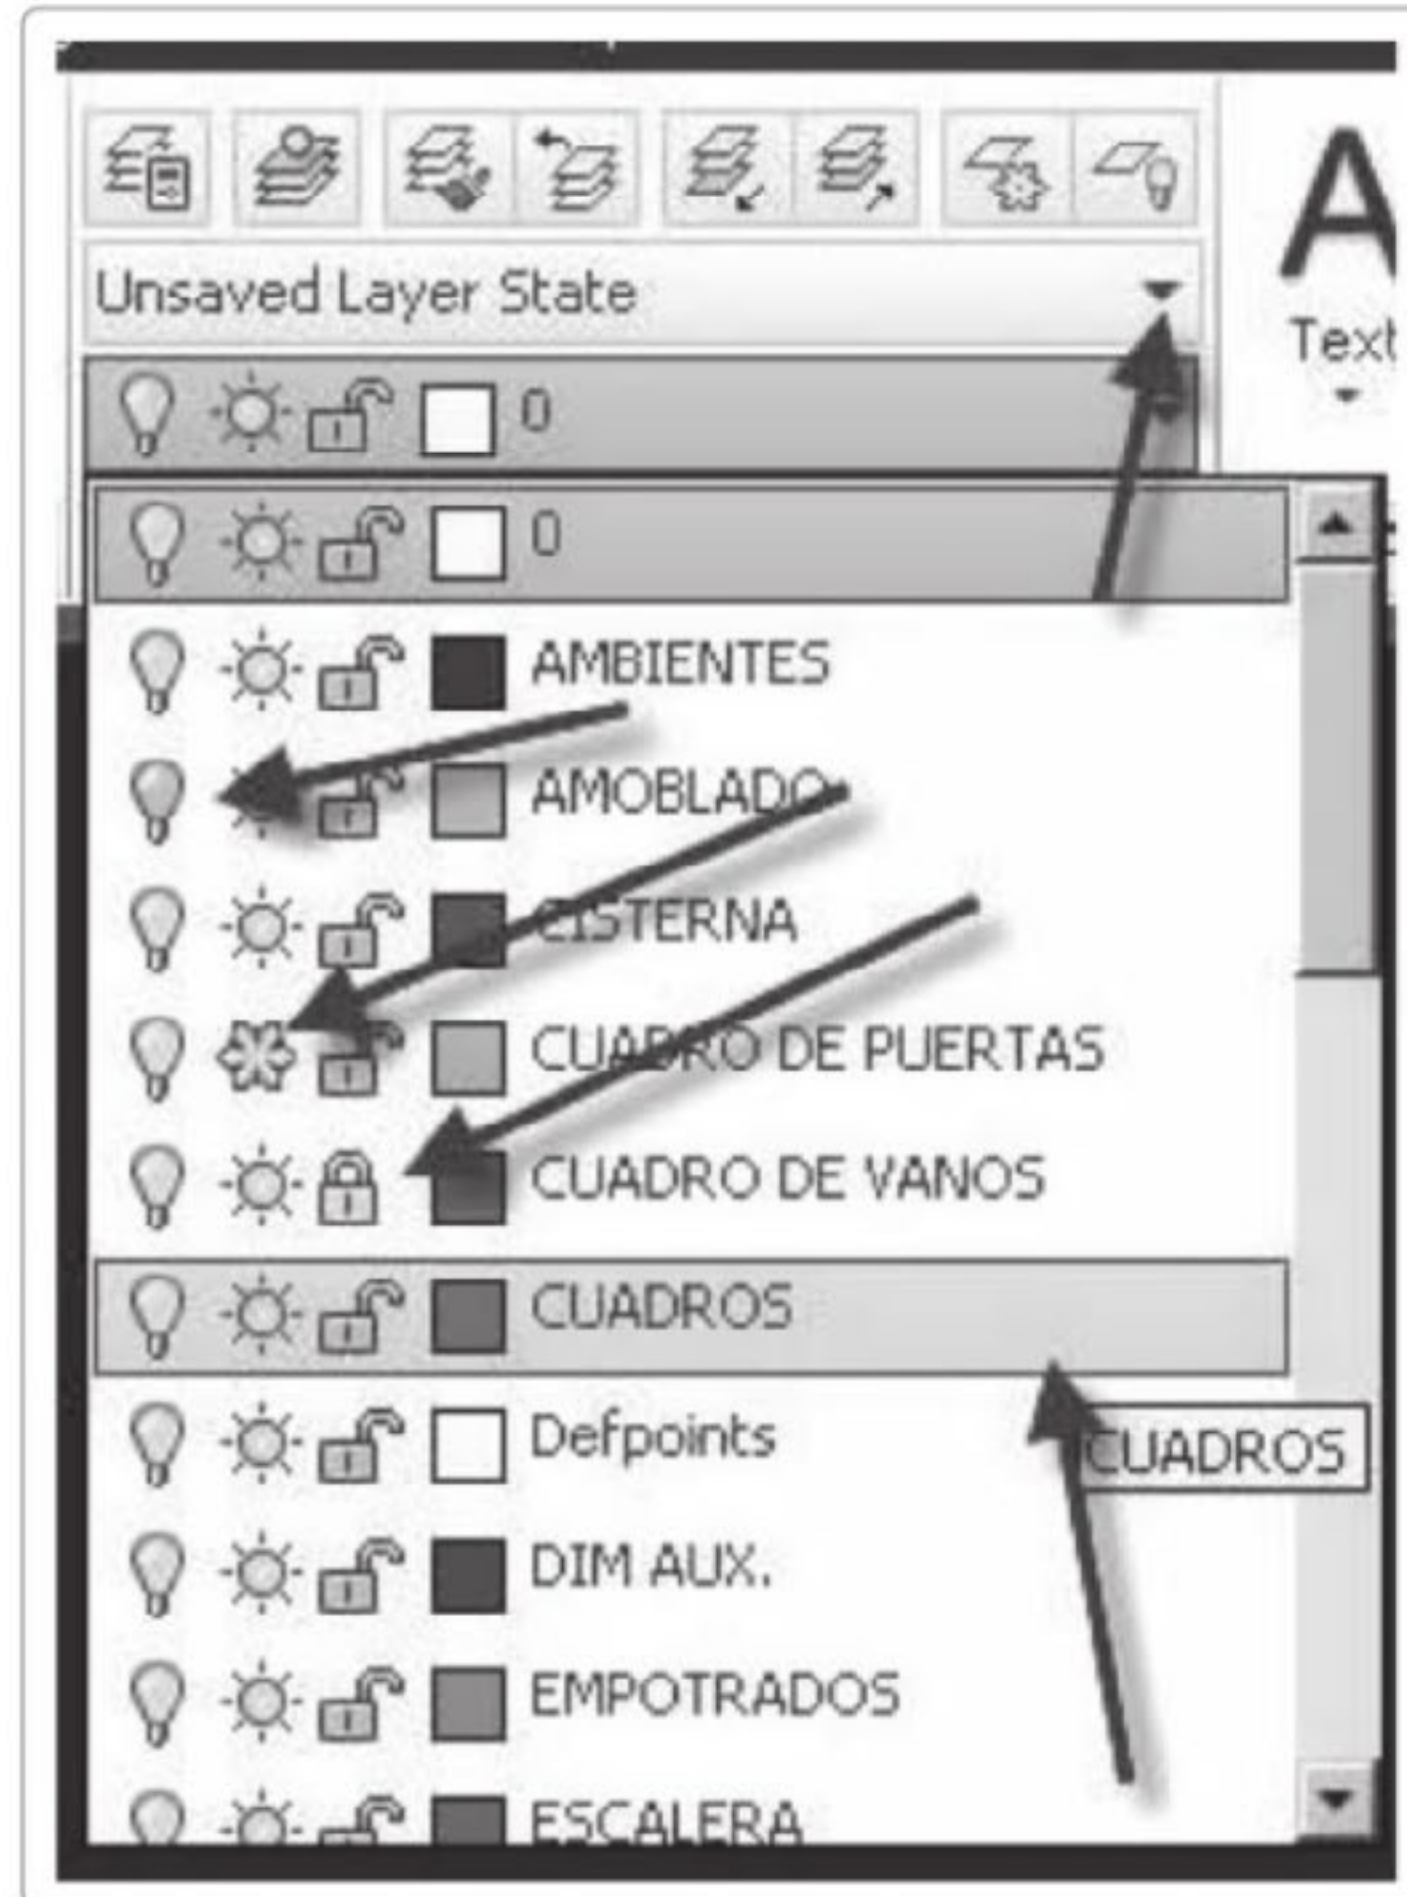 Unsaved Layer State
A
Text
0
0
AMBIENTES
AMOBLADO
CISTERNA
CUADRO DE PUERTAS
CUADRO DE VANOS
CUADROS
Defpoints
CUADROS
DIM AUX.
EMPOTRADOS
ESCALERA